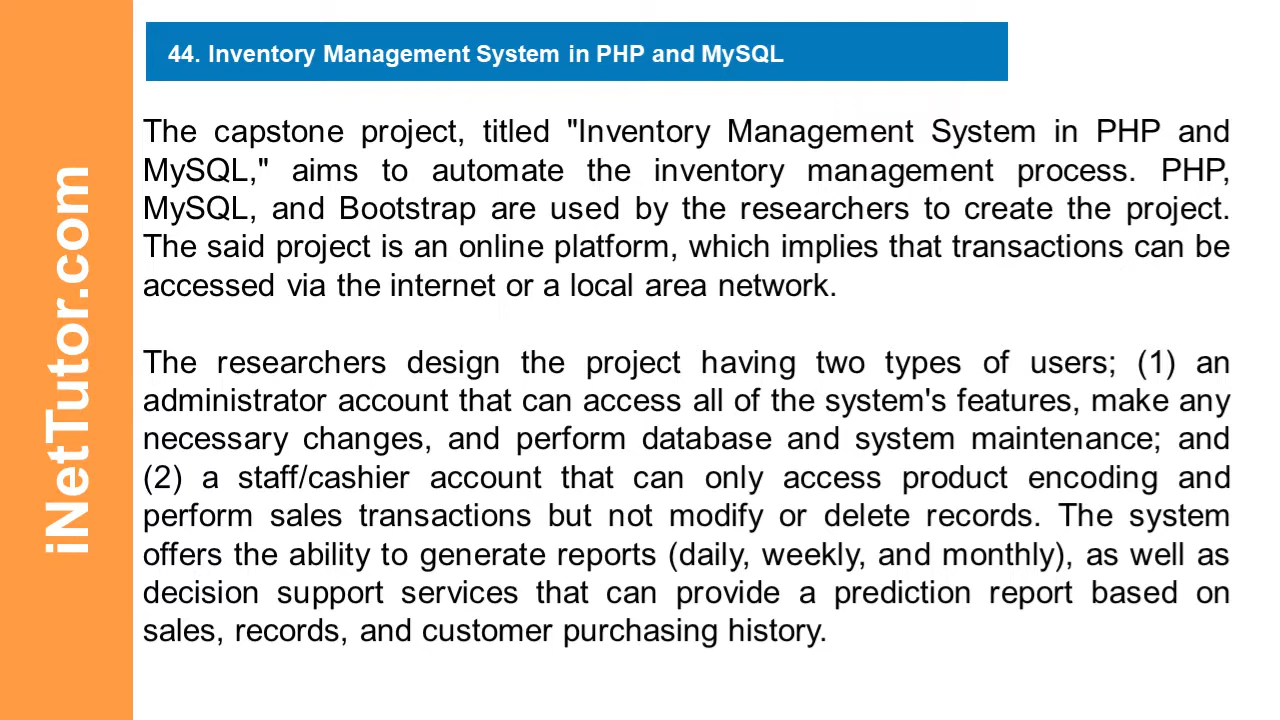 iNetTutor.com
44. Inventory Management System in PHP and MySQL
The capstone project, titled "Inventory Management System in PHP and
MySQL," aims to automate the inventory management process. PHP,
MySQL, and Bootstrap are used by the researchers to create the project.
The said project is an online platform, which implies that transactions can be
accessed via the internet or a local area network.
The researchers design the project having two types of users; (1) an
administrator account that can access all of the system's features, make any
necessary changes, and perform database and system maintenance; and
(2) a staff/cashier account that can only access product encoding and
perform sales transactions but not modify or delete records. The system
offers the ability to generate reports (daily, weekly, and monthly), as well as
decision support services that can provide a prediction report based on
sales, records, and customer purchasing history.